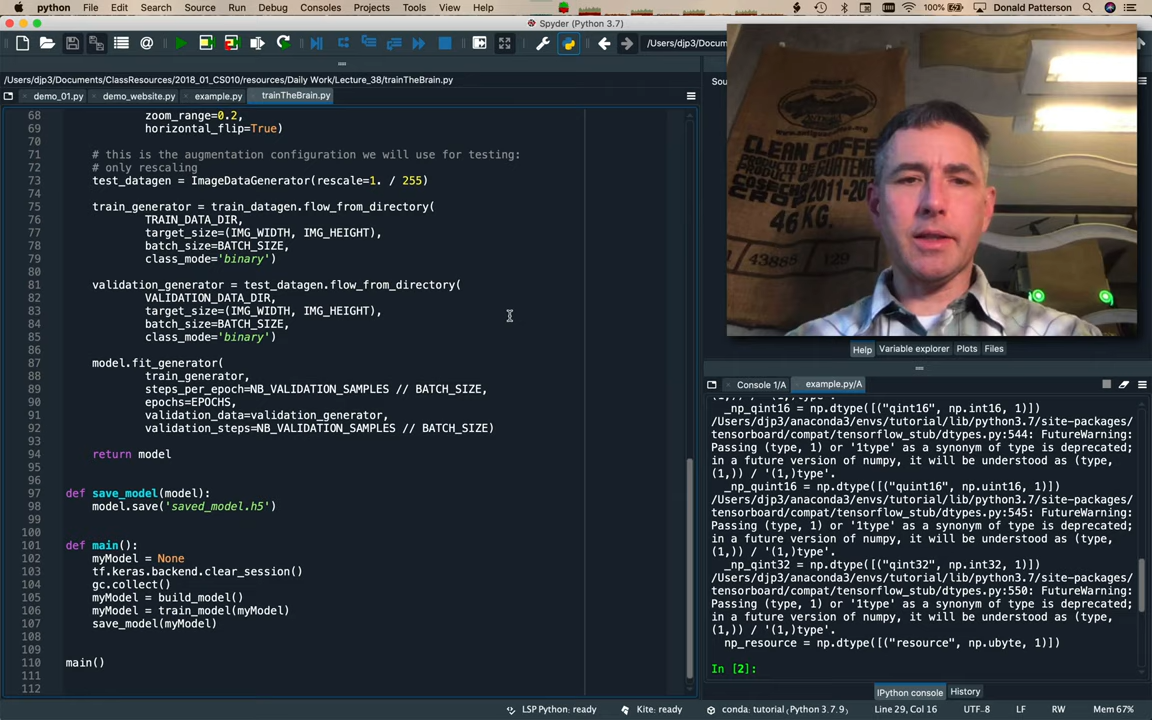 python File Edit Search Source Run Debug Consoles Projects Tools View Help 100% Donald Patterson
Spyder (Python 3.7)
/Users/djp3/Docum
/Users/djp3/Documents/ClassResources/2018_01_CS010/resources/Daily Work/Lecture_38/trainTheBrain.py
Sou
demo_01.py demo_website.py example.py trainTheBrain.py
68 zoom_range=0.2,
69 horizontal_flip=True)
70
71 # this is the augmentation configuration we will use for testing:
72 # only rescaling
73 test_datagen = ImageDataGenerator(rescale=1. / 255)
74
75 train_generator = train_datagen.flow_from_directory(
76 TRAIN_DATA_DIR,
77 target_size=(IMG_WIDTH, IMG_HEIGHT),
78 batch_size=BATCH_SIZE,
79 class_mode='binary')
80
81 validation_generator = test_datagen.flow_from_directory(
82 VALIDATION_DATA_DIR,
83 target_size=(IMG_WIDTH, IMG_HEIGHT),
84 batch_size=BATCH_SIZE,
85 class_mode='binary')
86
87 model.fit_generator(
88 train_generator,
89 steps_per_epoch=NB_VALIDATION_SAMPLES // BATCH_SIZE,
90 epochs=EPOCHS,
91 validation_data=validation_generator,
92 validation_steps=NB_VALIDATION_SAMPLES // BATCH_SIZE)
93
94 return model
95
96
97 def save_model(model):
98 model.save('saved_model.h5')
99
100
101 def main():
102 myModel = None
103 tf.keras.backend.clear_session()
104 gc.collect()
105 myModel = build_model()
106 myModel = train_model(myModel)
107 save_model(myModel)
108
109
110 main()
111
112
CLEAN COFFEE
GUATEMA
COSECHA 2011-20
46 KG.
43885 129
Help Variable explorer Plots Files
Console 1/A example.py/A
(1,)) / '(1,)type'.
_np_qint16 = np.dtype([("qint16", np.int16, 1)])
/Users/djp3/anaconda3/envs/tutorial/lib/python3.7/site-packages/
tensorboard/compat/tensorflow_stub/dtypes.py:544: FutureWarning:
Passing (type, 1) or '1type' as a synonym of type is deprecated;
in a future version of numpy, it will be understood as (type,
(1,)) / '(1,)type'.
_np_quint16 = np.dtype([("quint16", np.uint16, 1)])
/Users/djp3/anaconda3/envs/tutorial/lib/python3.7/site-packages/
tensorboard/compat/tensorflow_stub/dtypes.py:545: FutureWarning:
Passing (type, 1) or '1type' as a synonym of type is deprecated;
in a future version of numpy, it will be understood as (type,
(1,)) / '(1,)type'.
_np_qint32 = np.dtype([("qint32", np.int32, 1)])
/Users/djp3/anaconda3/envs/tutorial/lib/python3.7/site-packages/
tensorboard/compat/tensorflow_stub/dtypes.py:550: FutureWarning:
Passing (type, 1) or '1type' as a synonym of type is deprecated;
in a future version of numpy, it will be understood as (type,
(1,)) / '(1,)type'.
np_resource = np.dtype([("resource", np.ubyte, 1)])
In [2]:
IPython console History
LSP Python: ready Kite: ready conda: tutorial (Python 3.7.9) Line 29, Col 16 UTF-8 LF RW Mem 67%